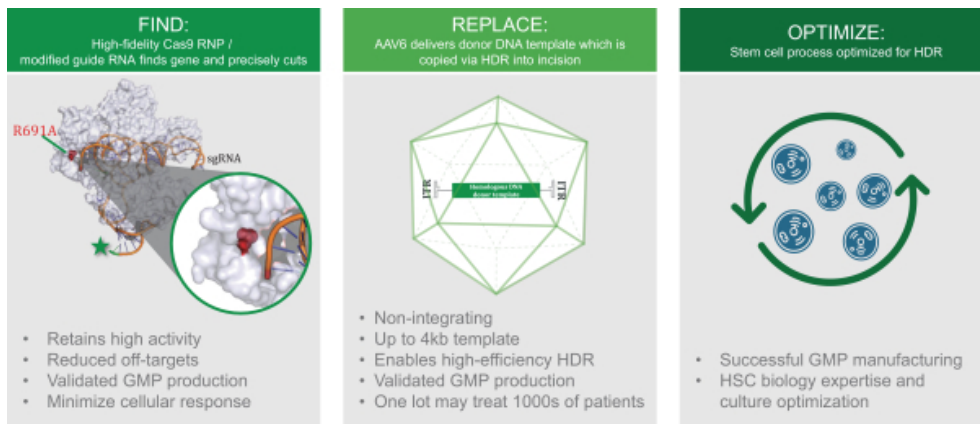 FIND:
High-fidelity Cas9 RNP /
modified guide RNA finds gene and precisely cuts
R691A
sgRNA
• Retains high activity
• Reduced off-targets
• Validated GMP production
• Minimize cellular response
REPLACE:
AAV6 delivers donor DNA template which is
copied via HDR into incision
ITR
Homologous DNA
donor template
ITR
• Non-integrating
• Up to 4kb template
• Enables high-efficiency HDR
• Validated GMP production
• One lot may treat 1000s of patients
OPTIMIZE:
Stem cell process optimized for HDR
• Successful GMP manufacturing
• HSC biology expertise and
culture optimization